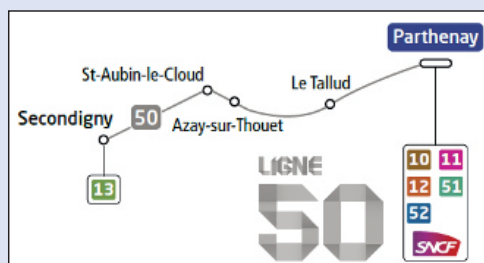 Parthenay
St-Aubin-le-Cloud
Le Tallud
Secondigny
50
Azay-sur-Thouet
13
LIGNE
50
10 11
12 51
52
SNCF